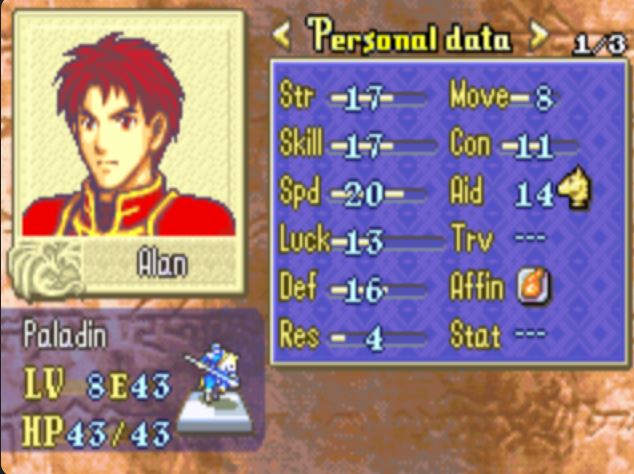 Personal data
1/3
Str 17 Move 8
Skill 17 Con 11
Spd 20 Aid 14
Luck 13 Trv ---
Def 16 Affin
Res 4 Stat ---
Alan
Paladin
LV 8 E 43
HP 43/43